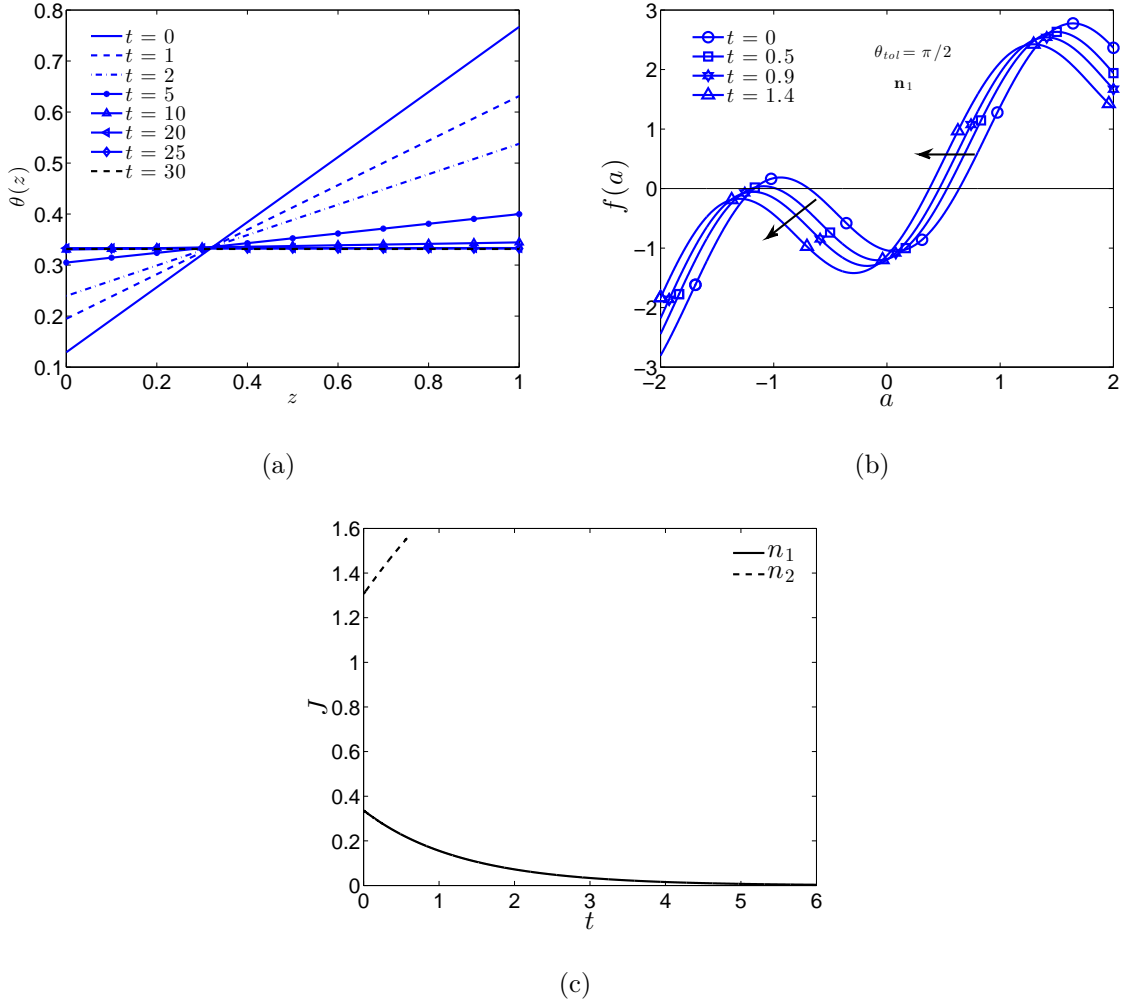 0.8
0.7
0.6
0.5
0.4
0.3
0.2
0.1
θ(z)
t = 0
t = 1
t = 2
t = 5
t = 10
t = 20
t = 25
t = 30
0 0.2 0.4 0.6 0.8 1
z
(a)
3
2
1
0
−1
−2
−3
f(a)
t = 0
t = 0.5
t = 0.9
t = 1.4
θtol = π/2
n1
−2 −1 0 1 2
a
(b)
1.6
1.4
1.2
1
0.8
0.6
0.4
0.2
0
J
n1
n2
0 1 2 3 4 5 6
t
(c)